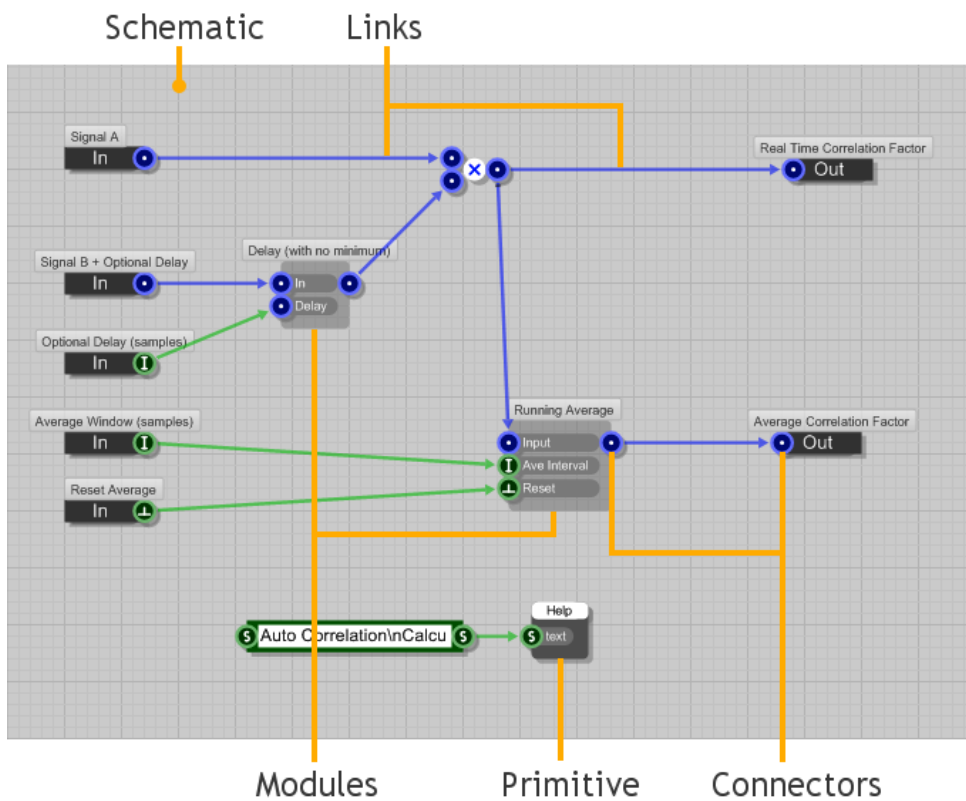 Schematic
Links
Signal A
In
Real Time Correlation Factor
Out
Signal B + Optional Delay
In
Delay (with no minimum)
In
Delay
Optional Delay (samples)
In
I
Average Window (samples)
In
I
Running Average
Input
I
Ave Interval
Reset
Average Correlation Factor
Out
Reset Average
In
S
Auto Correlation\nCalcu
S
Help
S
text
Modules
Primitive
Connectors